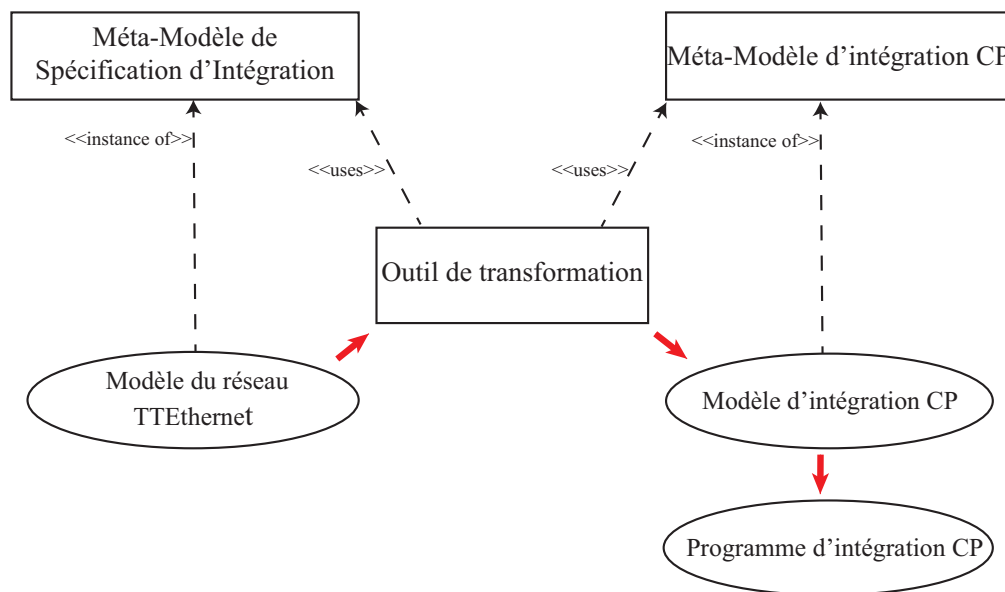 Méta-Modèle de
Spécification d’Intégration
Méta-Modèle d’intégration CP
<<instance of>>
<<uses>>
<<uses>>
<<instance of>>
Outil de transformation
Modèle du réseau
TTEthernet
Modèle d’intégration CP
Programme d’intégration CP